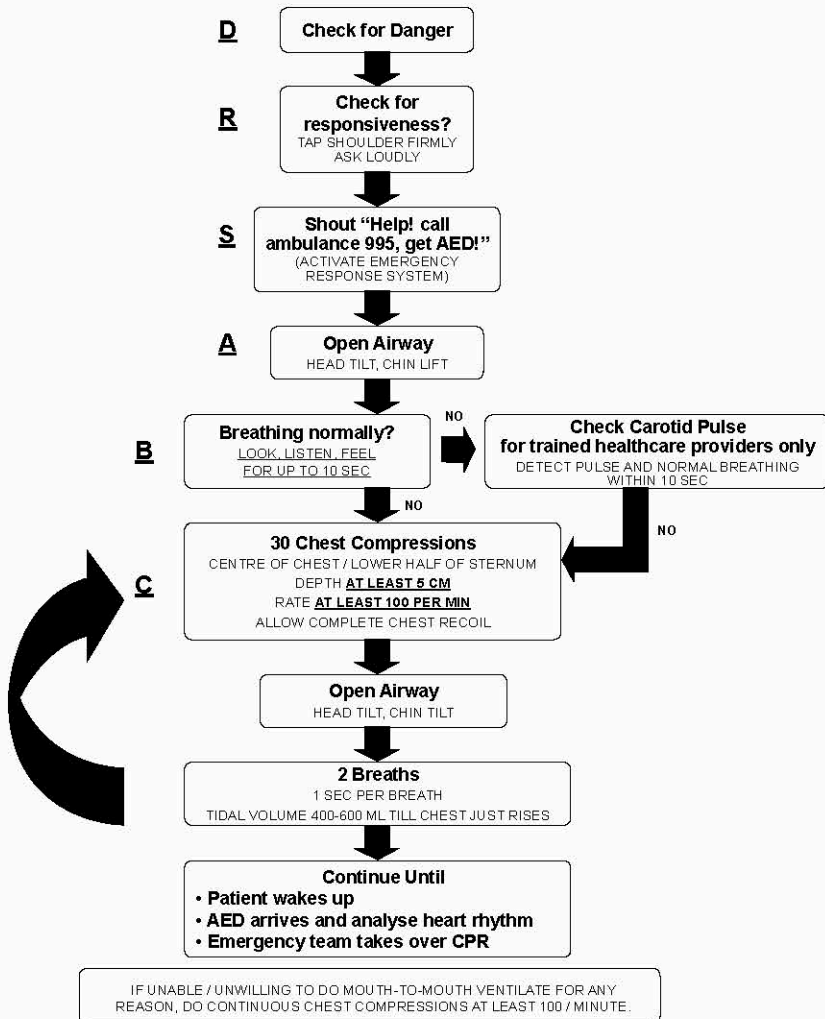 D
Check for Danger
R
Check for
responsiveness?
TAP SHOULDER FIRMLY
ASK LOUDLY
S
Shout “Help! call
ambulance 995, get AED!”
(ACTIVATE EMERGENCY
RESPONSE SYSTEM)
A
Open Airway
HEAD TILT, CHIN LIFT
B
Breathing normally?
LOOK, LISTEN, FEEL
FOR UP TO 10 SEC
NO
Check Carotid Pulse
for trained healthcare providers only
DETECT PULSE AND NORMAL BREATHING
WITHIN 10 SEC
NO
NO
C
30 Chest Compressions
CENTRE OF CHEST / LOWER HALF OF STERNUM
DEPTH AT LEAST 5 CM
RATE AT LEAST 100 PER MIN
ALLOW COMPLETE CHEST RECOIL
Open Airway
HEAD TILT, CHIN TILT
2 Breaths
1 SEC PER BREATH
TIDAL VOLUME 400-600 ML TILL CHEST JUST RISES
Continue Until
• Patient wakes up
• AED arrives and analyse heart rhythm
• Emergency team takes over CPR
IF UNABLE / UNWILLING TO DO MOUTH-TO-MOUTH VENTILATE FOR ANY
REASON, DO CONTINUOUS CHEST COMPRESSIONS AT LEAST 100 / MINUTE.